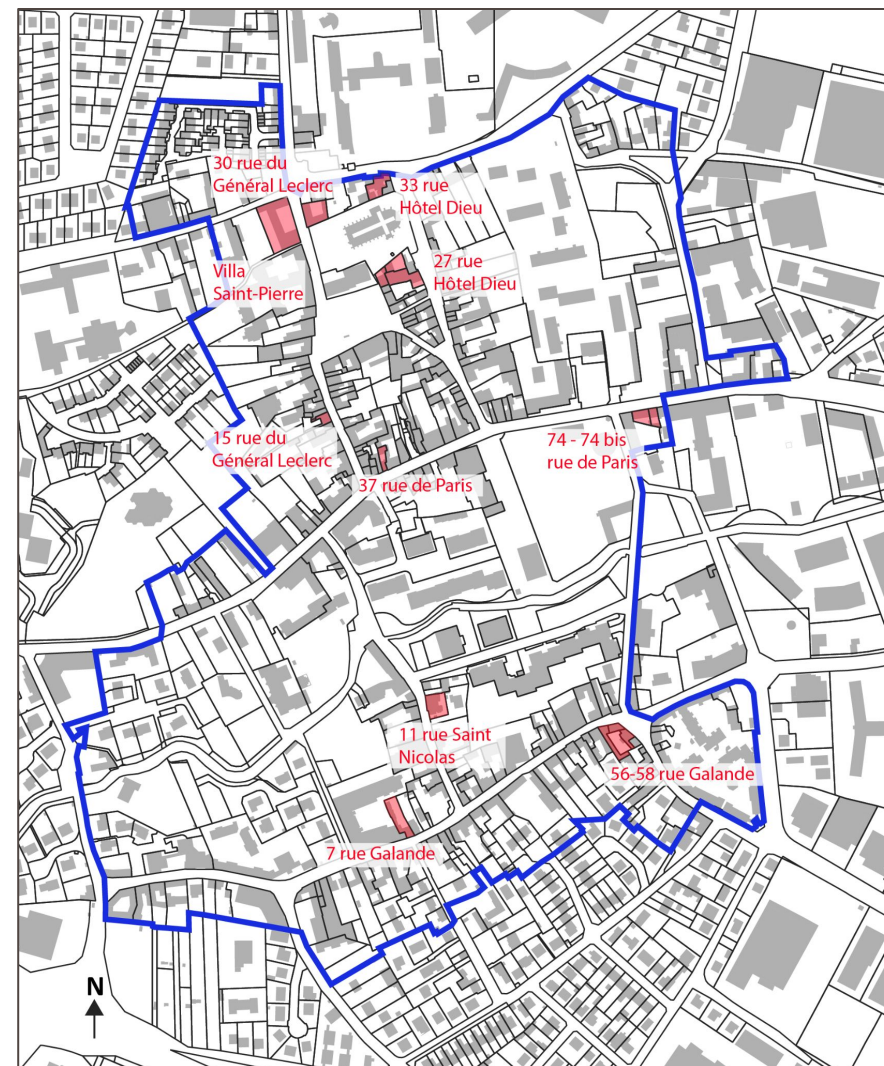 30 rue du
Général Leclerc
33 rue
Hôtel Dieu
Villa
Saint-Pierre
27 rue
Hôtel Dieu
15 rue du
Général Leclerc
37 rue de Paris
74 - 74 bis
rue de Paris
11 rue Saint
Nicolas
56-58 rue Galande
7 rue Galande
N